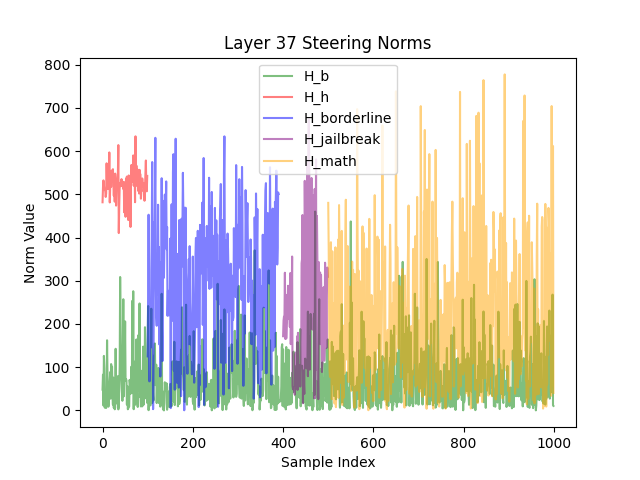 Layer 37 Steering Norms
800
700
600
500
400
300
200
100
0
Norm Value
H_b
H_h
H_borderline
H_jailbreak
H_math
0 200 400 600 800 1000
Sample Index